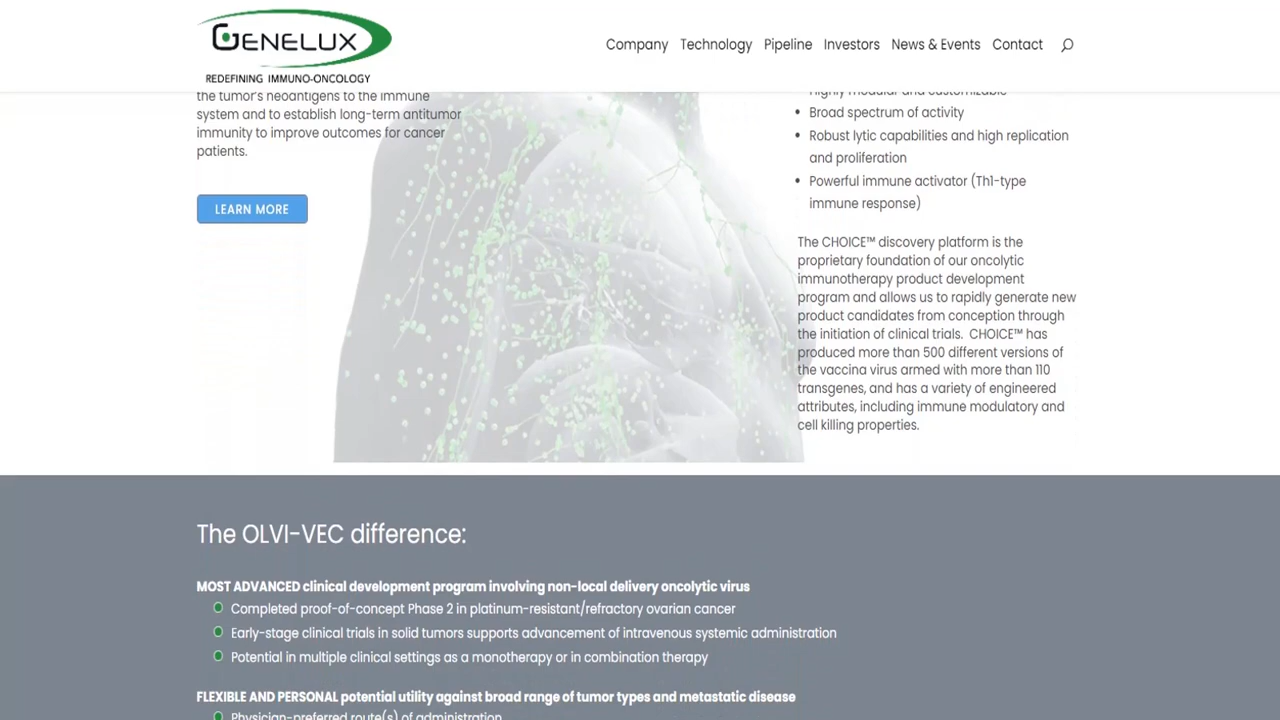 GENELUX
REDEFINING IMMUNO-ONCOLOGY
Company Technology Pipeline Investors News & Events Contact
the tumor's neoantigens to the immune
system and to establish long-term antitumor
immunity to improve outcomes for cancer
patients.
LEARN MORE
Highly modular and customizable
• Broad spectrum of activity
• Robust lytic capabilities and high replication
and proliferation
• Powerful immune activator (Th1-type
immune response)
The CHOICE™ discovery platform is the
proprietary foundation of our oncolytic
immunotherapy product development
program and allows us to rapidly generate new
product candidates from conception through
the initiation of clinical trials. CHOICE™ has
produced more than 500 different versions of
the vaccina virus armed with more than 110
transgenes, and has a variety of engineered
attributes, including immune modulatory and
cell killing properties.
The OLVI-VEC difference:
MOST ADVANCED clinical development program involving non-local delivery oncolytic virus
Completed proof-of-concept Phase 2 in platinum-resistant/refractory ovarian cancer
Early-stage clinical trials in solid tumors supports advancement of intravenous systemic administration
Potential in multiple clinical settings as a monotherapy or in combination therapy
FLEXIBLE AND PERSONAL potential utility against broad range of tumor types and metastatic disease
Physician-preferred route(s) of administration